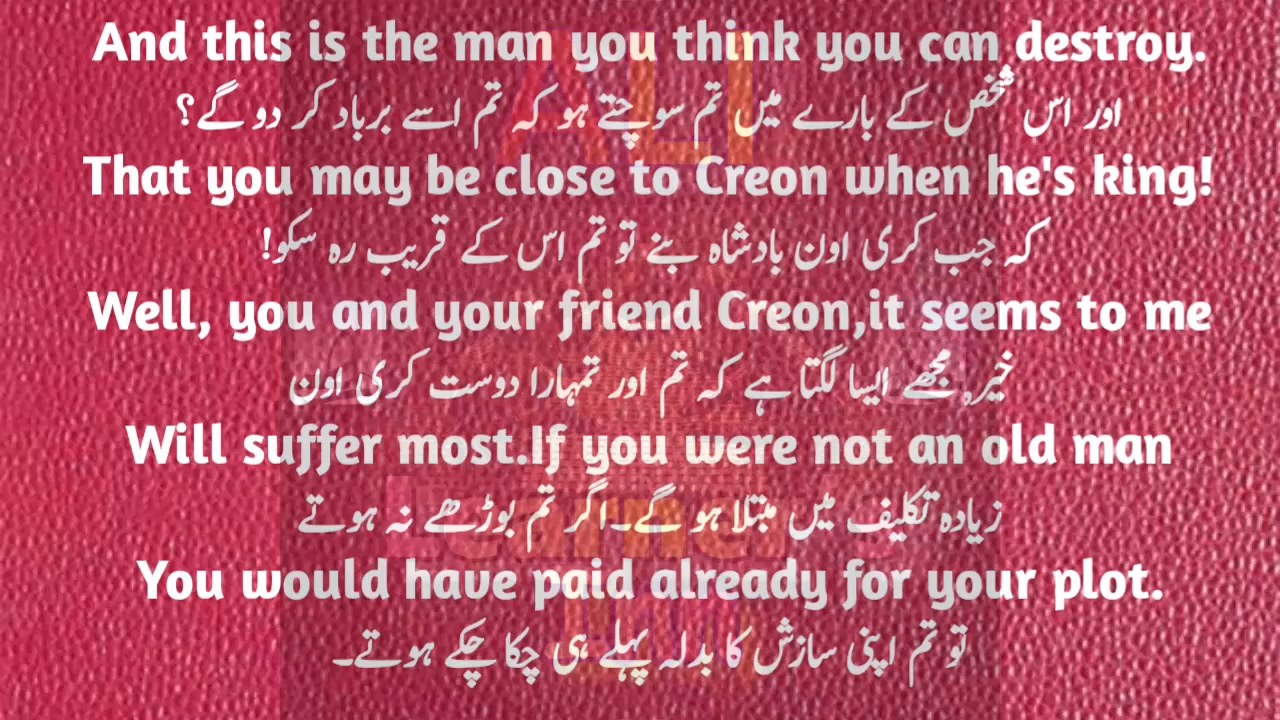 And this is the man you think you can destroy.
اور اس شخص کے بارے میں تم سوچتے ہو کہ تم اسے برباد کر دو گے؟
That you may be close to Creon when he's king!
کہ جب کری اون بادشاہ بنے تو تم اس کے قریب رہ سکو!
Well, you and your friend Creon,it seems to me
خیر، مجھے ایسا لگتا ہے کہ تم اور تمہارا دوست کری اون
Will suffer most.If you were not an old man
زیادہ تکلیف میں مبتلا ہو گے۔اگر تم بوڑھے نہ ہوتے
You would have paid already for your plot.
تو تم اپنی سازش کا بدلہ پہلے ہی چکا چکے ہوتے۔
ALI
Learner's